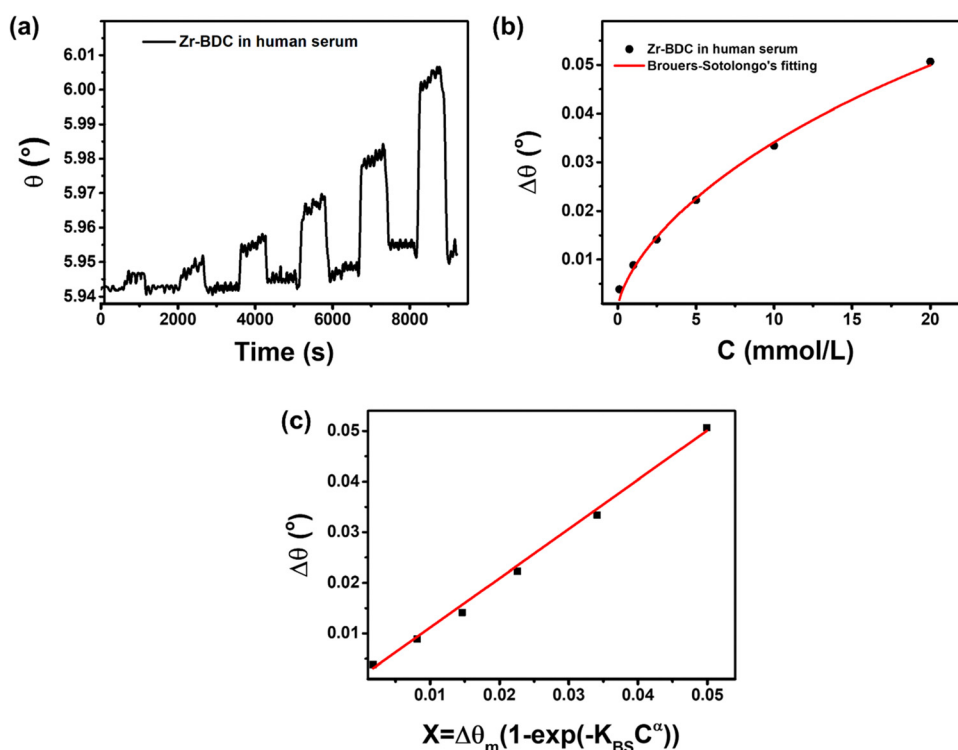 (a)
Zr-BDC in human serum
6.01
6.00
5.99
5.98
5.97
5.96
5.95
5.94
θ (°)
0 2000 4000 6000 8000
Time (s)
(b)
Zr-BDC in human serum
Brouers-Sotolongo's fitting
0.05
0.04
0.03
0.02
0.01
Δθ (°)
0 5 10 15 20
C (mmol/L)
(c)
0.05
0.04
0.03
0.02
0.01
Δθ (°)
0.01 0.02 0.03 0.04 0.05
X=Δθm(1-exp(-KBSCα))